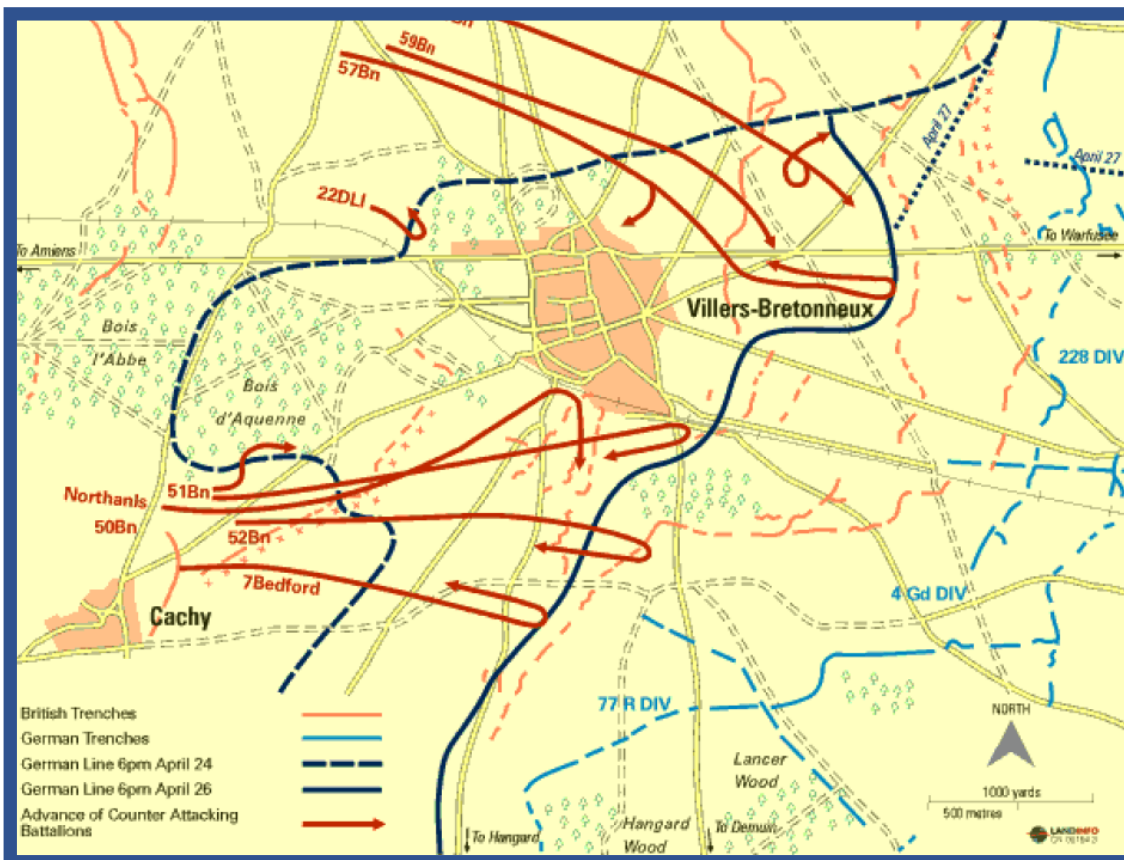 59Bn
57Bn
April 27
April 27
22DLI
To Amiens
To Warfusee
Villers-Bretonneux
Bois
l'Abbe
228 DIV
Bois
d'Aquenne
51Bn
Northanls
50Bn
52Bn
7Bedford
4 Gd DIV
Cachy
77 R DIV
British Trenches
German Trenches
German Line 6pm April 24
German Line 6pm April 26
Advance of Counter Attacking
Battalions
NORTH
Lancer
Wood
1000 yards
500 metres
To Hangard
Hangard
Wood
To Demuin
LANDINFO